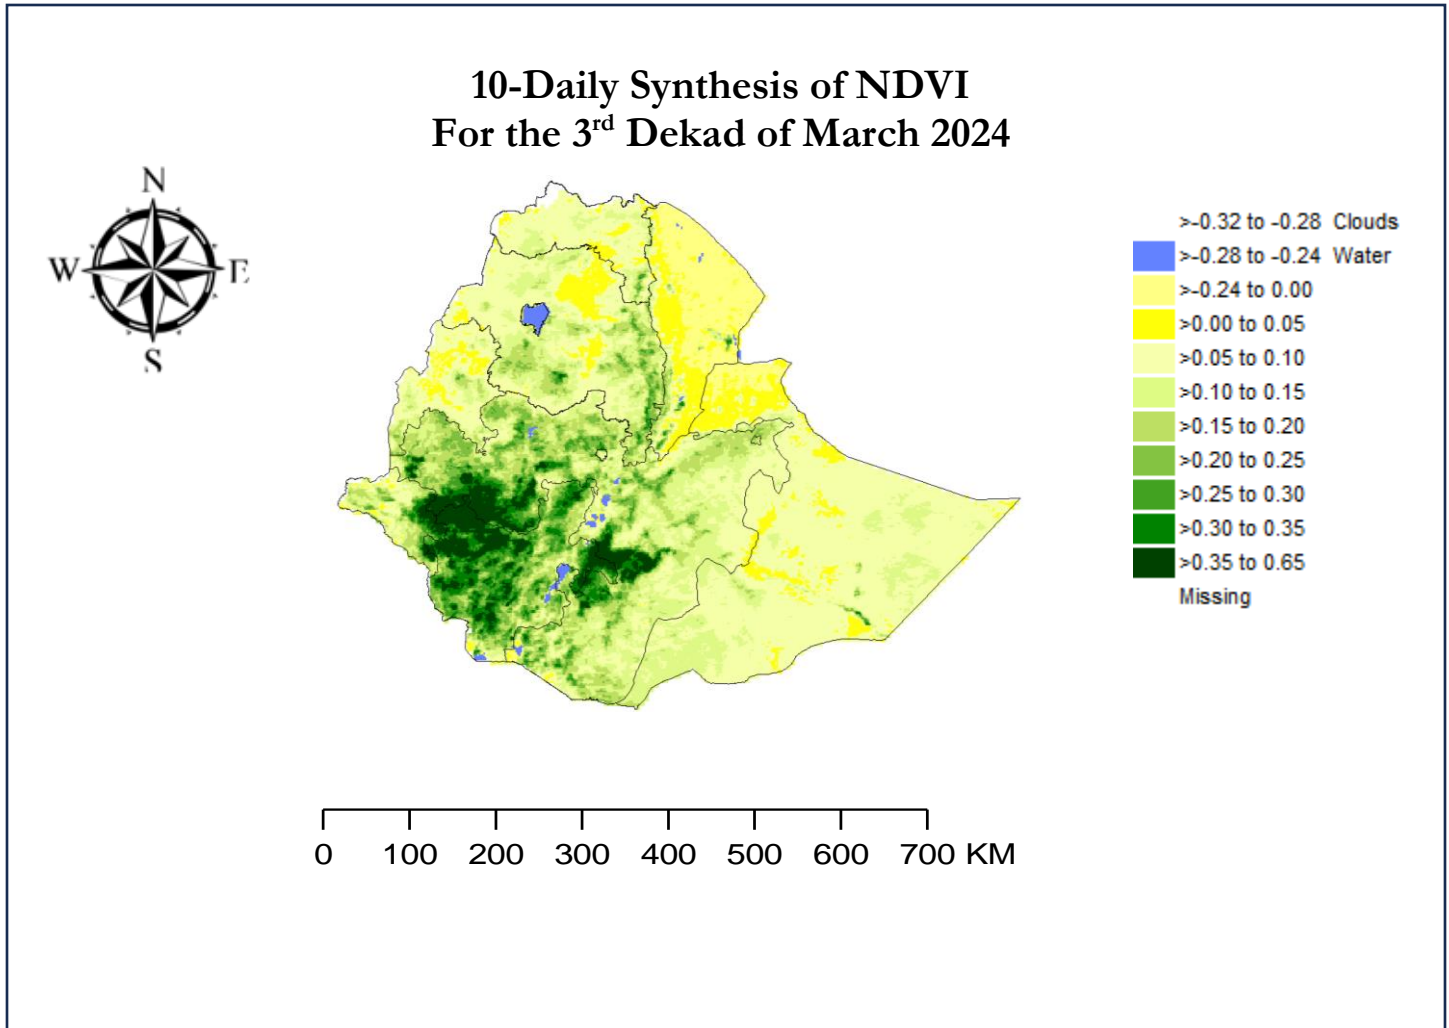 10-Daily Synthesis of NDVI
For the 3rd Dekad of March 2024
N
W E
S
>-0.32 to -0.28 Clouds
>-0.28 to -0.24 Water
>-0.24 to 0.00
>0.00 to 0.05
>0.05 to 0.10
>0.10 to 0.15
>0.15 to 0.20
>0.20 to 0.25
>0.25 to 0.30
>0.30 to 0.35
>0.35 to 0.65
Missing
0 100 200 300 400 500 600 700 KM